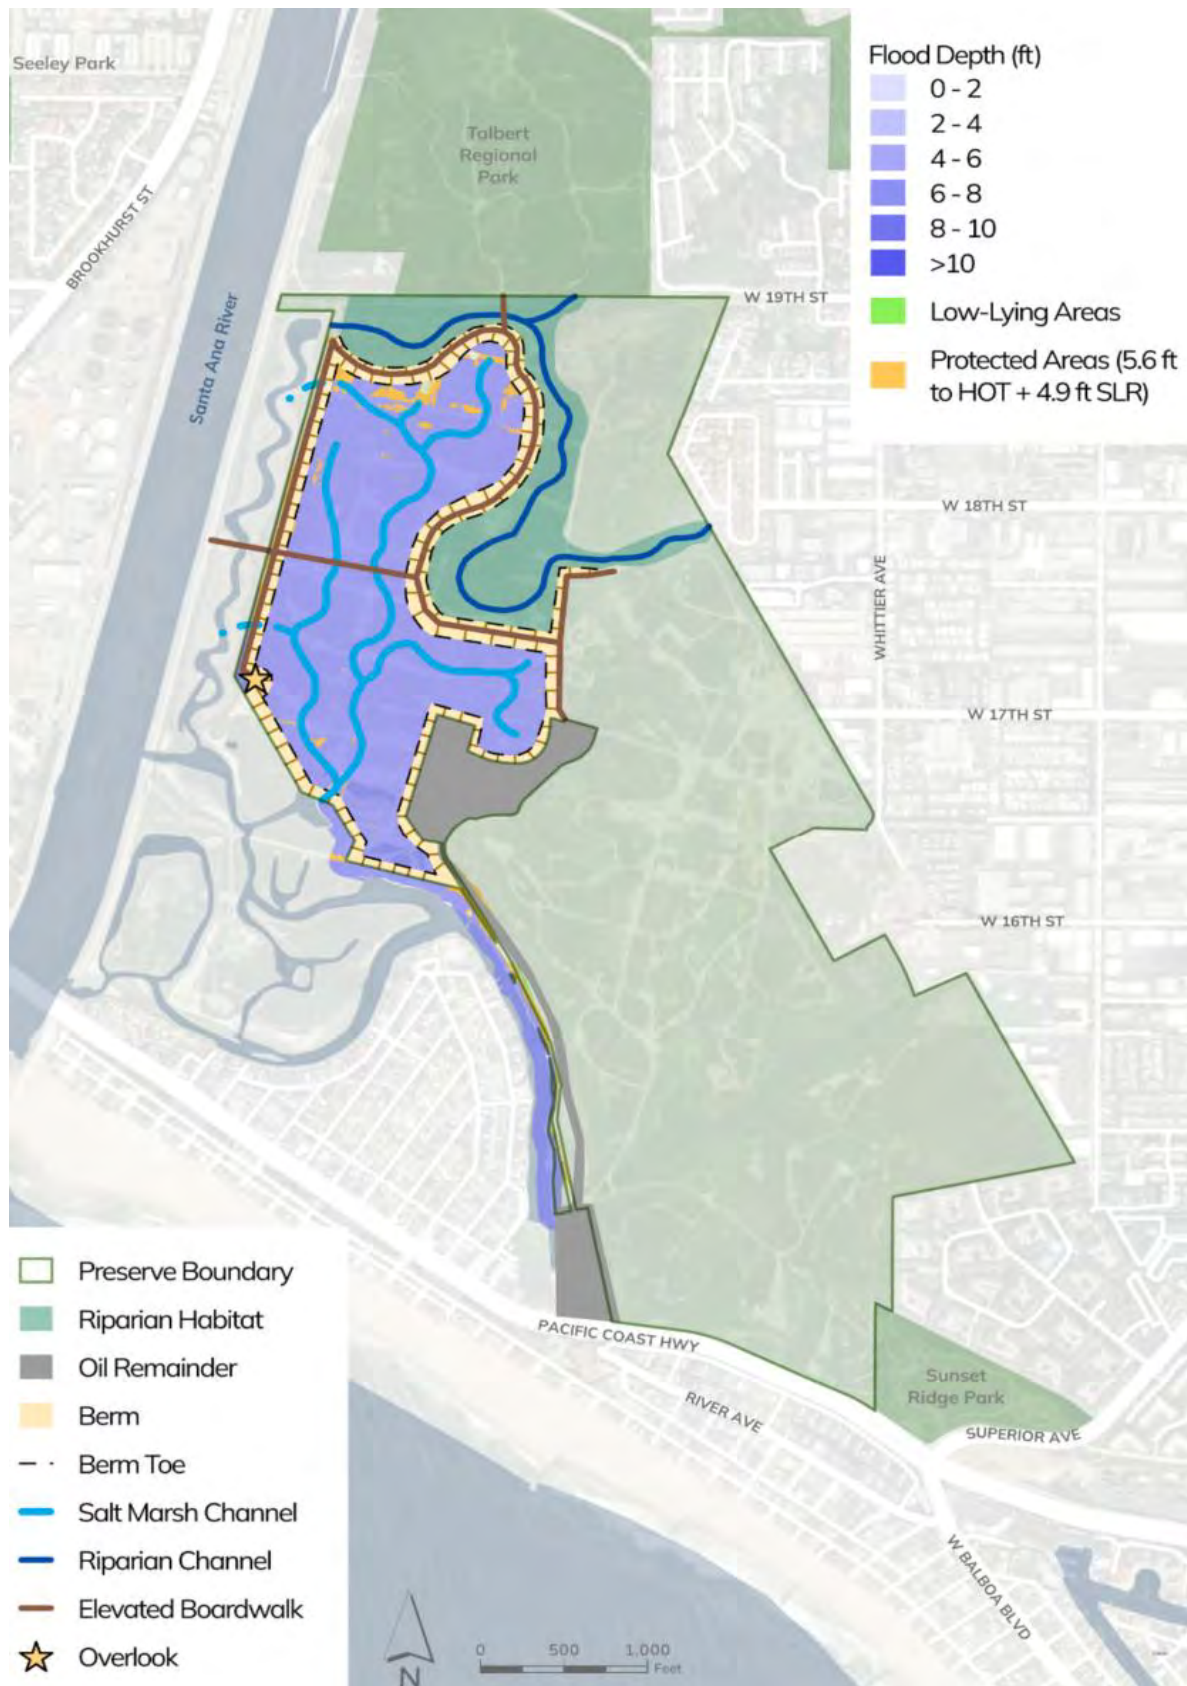 Seeley Park
Talbert
Regional
Park
BROOKHURST ST
Santa Ana River
Flood Depth (ft)
0 - 2
2 - 4
4 - 6
6 - 8
8 - 10
>10
Low-Lying Areas
Protected Areas (5.6 ft
to HOT + 4.9 ft SLR)
W 19TH ST
W 18TH ST
WHITTIER AVE
W 17TH ST
W 16TH ST
PACIFIC COAST HWY
RIVER AVE
Sunset
Ridge Park
SUPERIOR AVE
W BALBOA BLVD
Preserve Boundary
Riparian Habitat
Oil Remainder
Berm
Berm Toe
Salt Marsh Channel
Riparian Channel
Elevated Boardwalk
Overlook
N
0 500 1,000
Feet